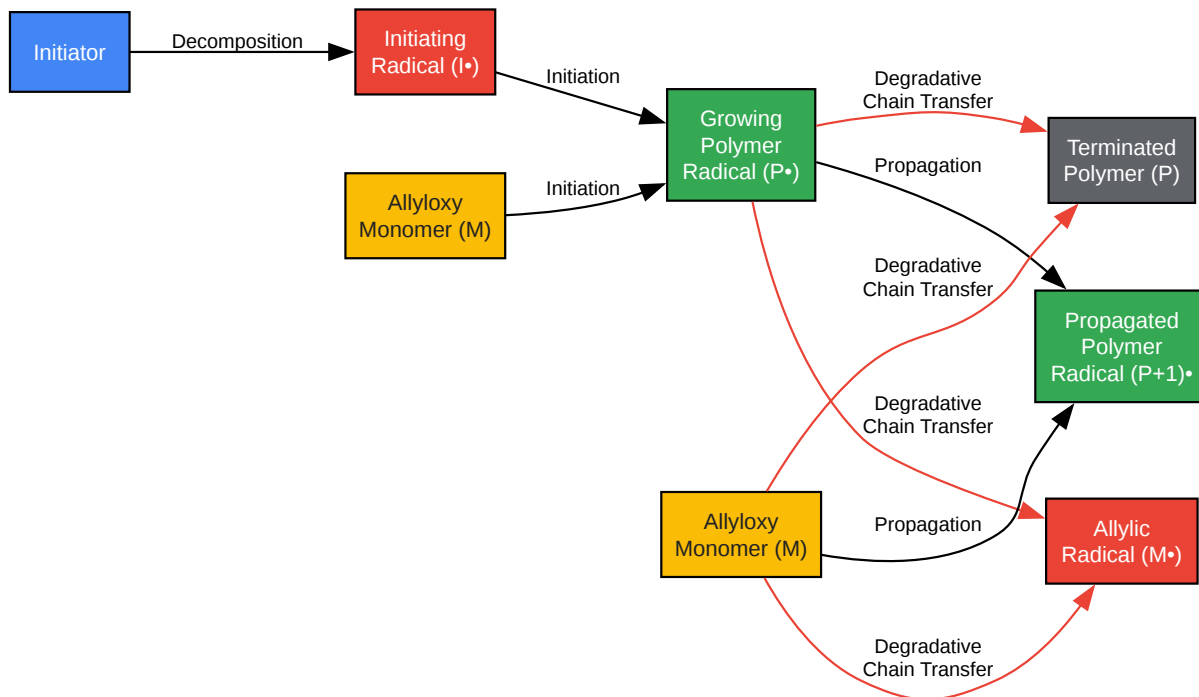 Initiator
Decomposition
Initiating
Radical (I•)
Initiation
Allyloxy
Monomer (M)
Initiation
Growing
Polymer
Radical (P•)
Degradative
Chain Transfer
Terminated
Polymer (P)
Propagation
Degradative
Chain Transfer
Propagated
Polymer
Radical (P+1)•
Degradative
Chain Transfer
Allyloxy
Monomer (M)
Propagation
Allylic
Radical (M•)
Degradative
Chain Transfer